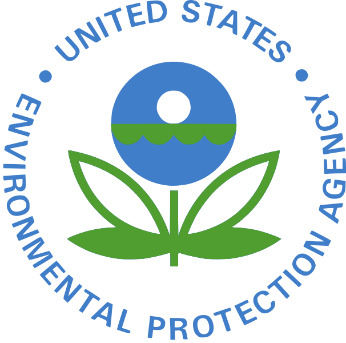 UNITED STATES
ENVIRONMENTAL PROTECTION AGENCY